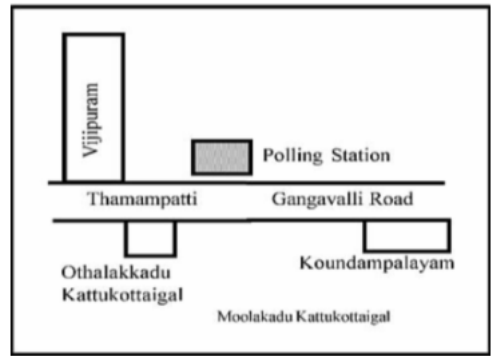 Vijipuram
Polling Station
Thamampatti Gangavalli Road
Othalakkadu
Kattukottaigal
Koundampalayam
Moolakadu Kattukottaigal